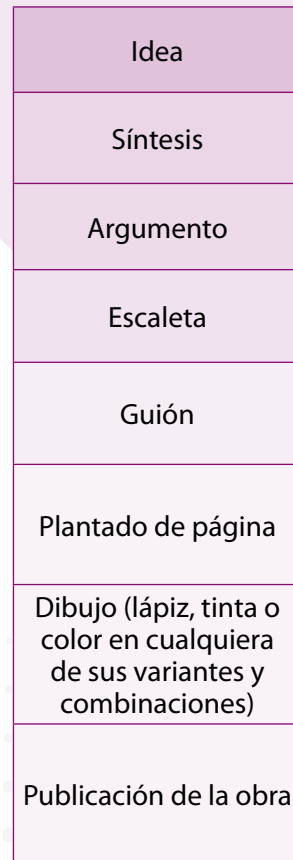 Idea
Síntesis
Argumento
Escaleta
Guión
Plantado de página
Dibujo (lápiz, tinta o
color en cualquiera
de sus variantes y
combinaciones)
Publicación de la obra